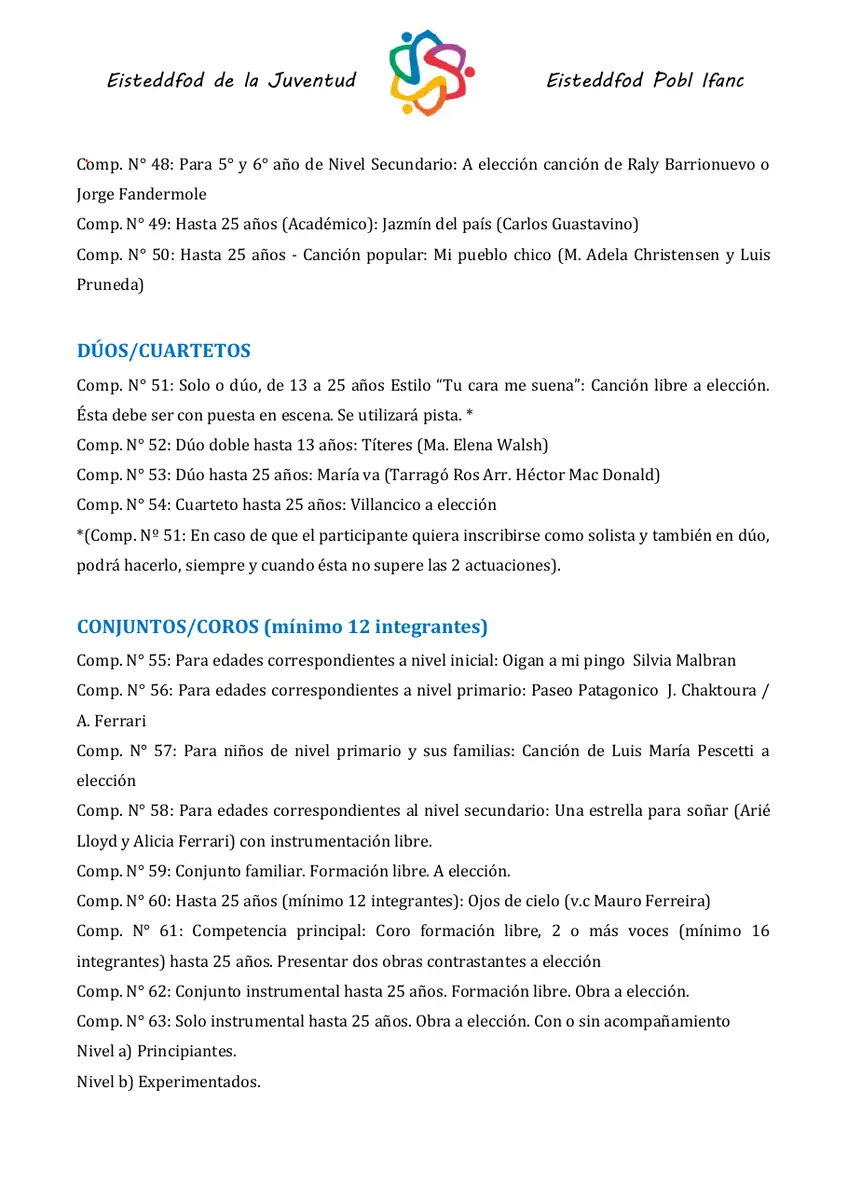 Eisteddfod de la Juventud
Eisteddfod Pobl Ifanc
Comp. N° 48: Para 5° y 6° año de Nivel Secundario: A elección canción de Raly Barrionuevo o
Jorge Fandermole
Comp. N° 49: Hasta 25 años (Académico): Jazmín del país (Carlos Guastavino)
Comp. N° 50: Hasta 25 años - Canción popular: Mi pueblo chico (M. Adela Christensen y Luis
Pruneda)
DÚOS/CUARTETOS
Comp. N° 51: Solo o dúo, de 13 a 25 años Estilo “Tu cara me suena”: Canción libre a elección.
Ésta debe ser con puesta en escena. Se utilizará pista. *
Comp. N° 52: Dúo doble hasta 13 años: Títeres (Ma. Elena Walsh)
Comp. N° 53: Dúo hasta 25 años: María va (Tarragó Ros Arr. Héctor Mac Donald)
Comp. N° 54: Cuarteto hasta 25 años: Villancico a elección
*(Comp. Nº 51: En caso de que el participante quiera inscribirse como solista y también en dúo,
podrá hacerlo, siempre y cuando ésta no supere las 2 actuaciones).
CONJUNTOS/COROS (mínimo 12 integrantes)
Comp. N° 55: Para edades correspondientes a nivel inicial: Oigan a mi pingo  Silvia Malbran
Comp. N° 56: Para edades correspondientes a nivel primario: Paseo Patagonico  J. Chaktoura /
A. Ferrari
Comp. N° 57: Para niños de nivel primario y sus familias: Canción de Luis María Pescetti a
elección
Comp. N° 58: Para edades correspondientes al nivel secundario: Una estrella para soñar (Arié
Lloyd y Alicia Ferrari) con instrumentación libre.
Comp. N° 59: Conjunto familiar. Formación libre. A elección.
Comp. N° 60: Hasta 25 años (mínimo 12 integrantes): Ojos de cielo (v.c Mauro Ferreira)
Comp. N° 61: Competencia principal: Coro formación libre, 2 o más voces (mínimo 16
integrantes) hasta 25 años. Presentar dos obras contrastantes a elección
Comp. N° 62: Conjunto instrumental hasta 25 años. Formación libre. Obra a elección.
Comp. N° 63: Solo instrumental hasta 25 años. Obra a elección. Con o sin acompañamiento
Nivel a) Principiantes.
Nivel b) Experimentados.